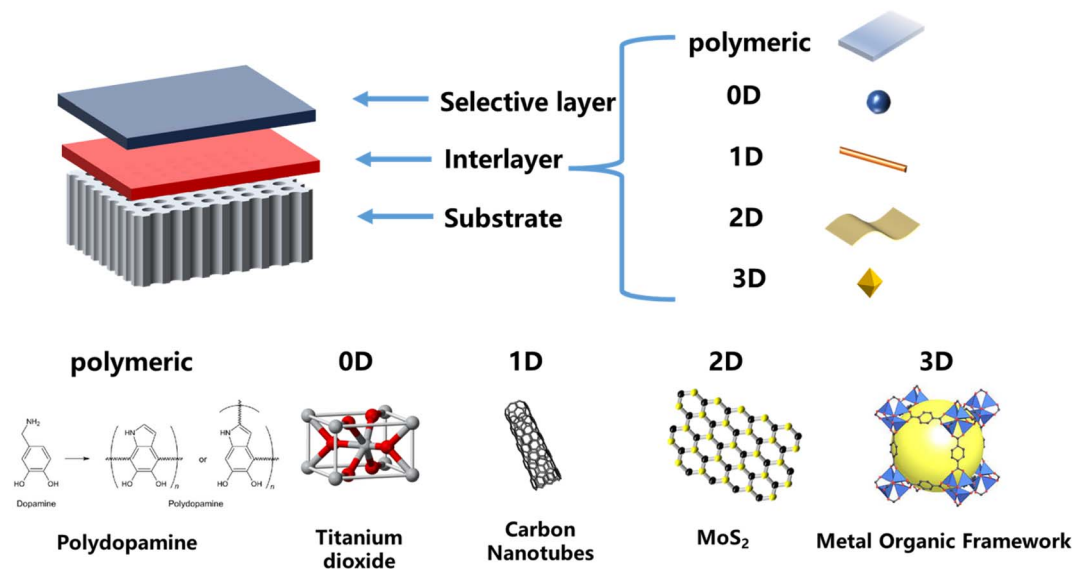 polymeric
0D
1D
2D
3D
Selective layer
Interlayer
Substrate
polymeric
0D
1D
2D
3D
NH₂
HO OH
Dopamine
HN
HO OH
n
or
HN
HO OH
n
Polydopamine
Polydopamine
Titanium
dioxide
Carbon
Nanotubes
MoS₂
Metal Organic Framework